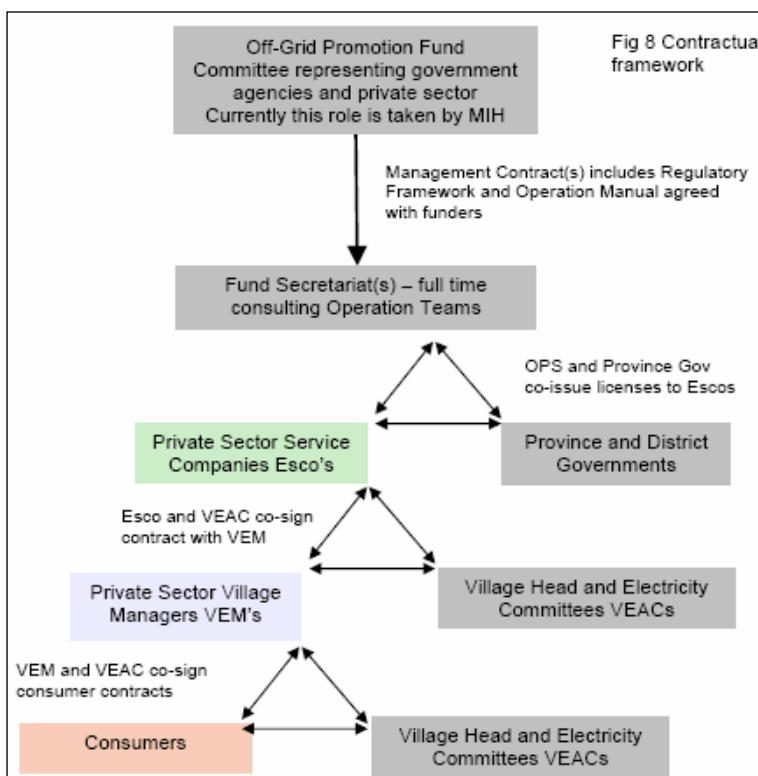 Off-Grid Promotion Fund
Committee representing government
agencies and private sector
Currently this role is taken by MIH
Fig 8 Contractua
framework
Management Contract(s) includes Regulatory
Framework and Operation Manual agreed
with funders
Fund Secretariat(s) – full time
consulting Operation Teams
OPS and Province Gov
co-issue licenses to Escos
Private Sector Service
Companies Esco's
Province and District
Governments
Esco and VEAC co-sign
contract with VEM
Private Sector Village
Managers VEM's
Village Head and Electricity
Committees VEACs
VEM and VEAC co-sign
consumer contracts
Consumers
Village Head and Electricity
Committees VEACs